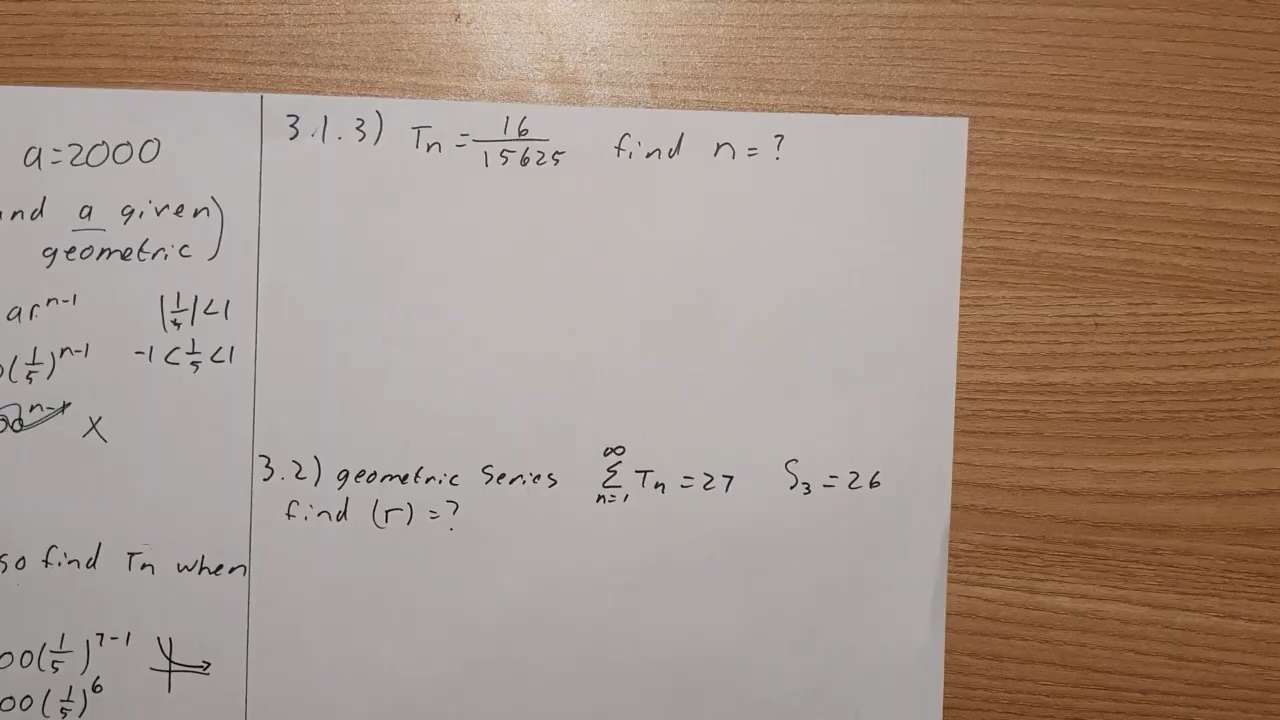 a=2000
and a given)
geometric)
ar^{n-1} |1/5|<1
(1/5)^{n-1} -1<1/5<1
X
so find Tn when
00(1/5)^{7-1}
00(1/5)^6
3.1.3) Tn = 16/15625 find n=?
3.2) geometric series ∑_{n=1}^{∞} Tn = 27 S₃ = 26
find (r) =?